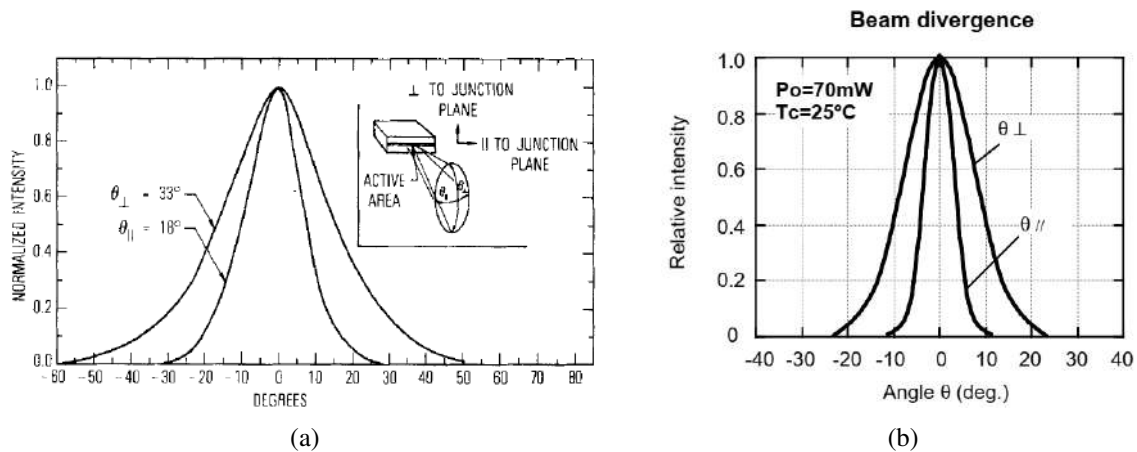 1.0
0.8
0.6
0.4
0.2
0.0
NORMALIZED INTENSITY
-60 -50 -40 -30 -20 -10 0 10 20 30 40 50 60 70 80
DEGREES
θ⊥ = 33°
θ|| = 18°
⊥ TO JUNCTION
PLANE
|| TO JUNCTION
PLANE
ACTIVE
AREA
θ|| θ⊥
(a)
Beam divergence
1.0
0.8
0.6
0.4
0.2
0
Relative intensity
Po=70mW
Tc=25°C
θ⊥
θ//
-40 -30 -20 -10 0 10 20 30 40
Angle θ (deg.)
(b)